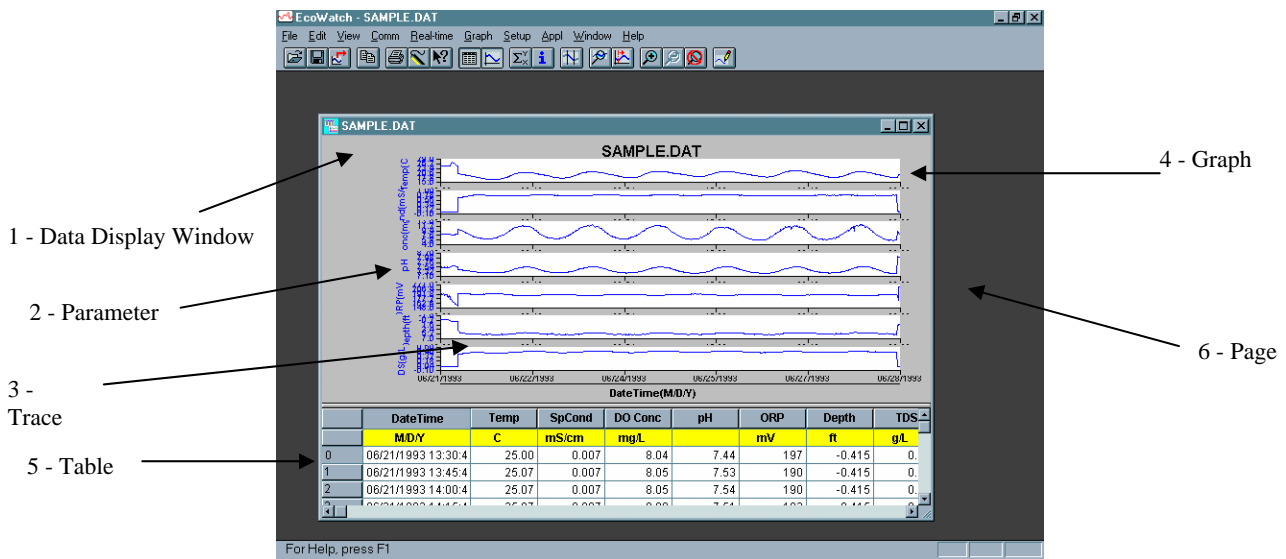 EcoWatch - SAMPLE.DAT
File Edit View Comm Real-time Graph Setup Appl Window Help
SAMPLE.DAT
SAMPLE.DAT
1 - Data Display Window
2 - Parameter
3 -
Trace
4 - Graph
5 - Table
6 - Page
pH
06/21/1993 06/22/1993 06/24/1993 06/25/1993 06/27/1993 06/28/1993
DateTime(M/D/Y)
DateTime Temp SpCond DO Conc pH ORP Depth TDS
M/D/Y C mS/cm mg/L mV ft g/L
0 06/21/1993 13:30:4 25.00 0.007 8.04 7.44 197 -0.415 0.
1 06/21/1993 13:45:4 25.07 0.007 8.05 7.53 190 -0.415 0.
2 06/21/1993 14:00:4 25.07 0.007 8.05 7.54 190 -0.415 0.
For Help, press F1